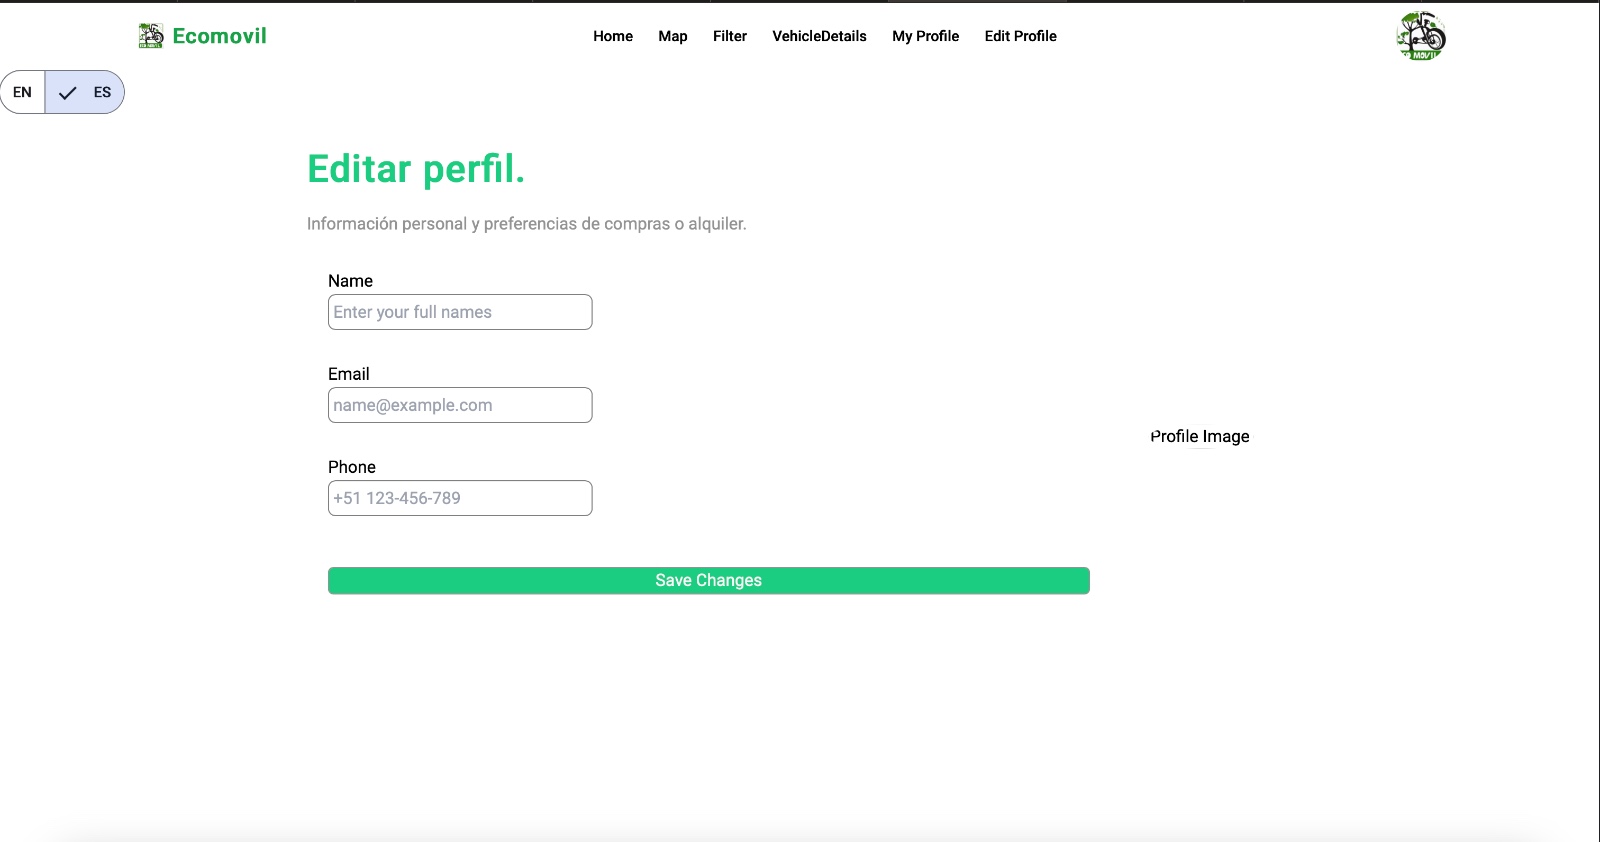 Ecomovil
Home Map Filter VehicleDetails My Profile Edit Profile
EN ES
Editar perfil.
Información personal y preferencias de compras o alquiler.
Name
Enter your full names
Email
name@example.com
Profile Image
Phone
+51 123-456-789
Save Changes